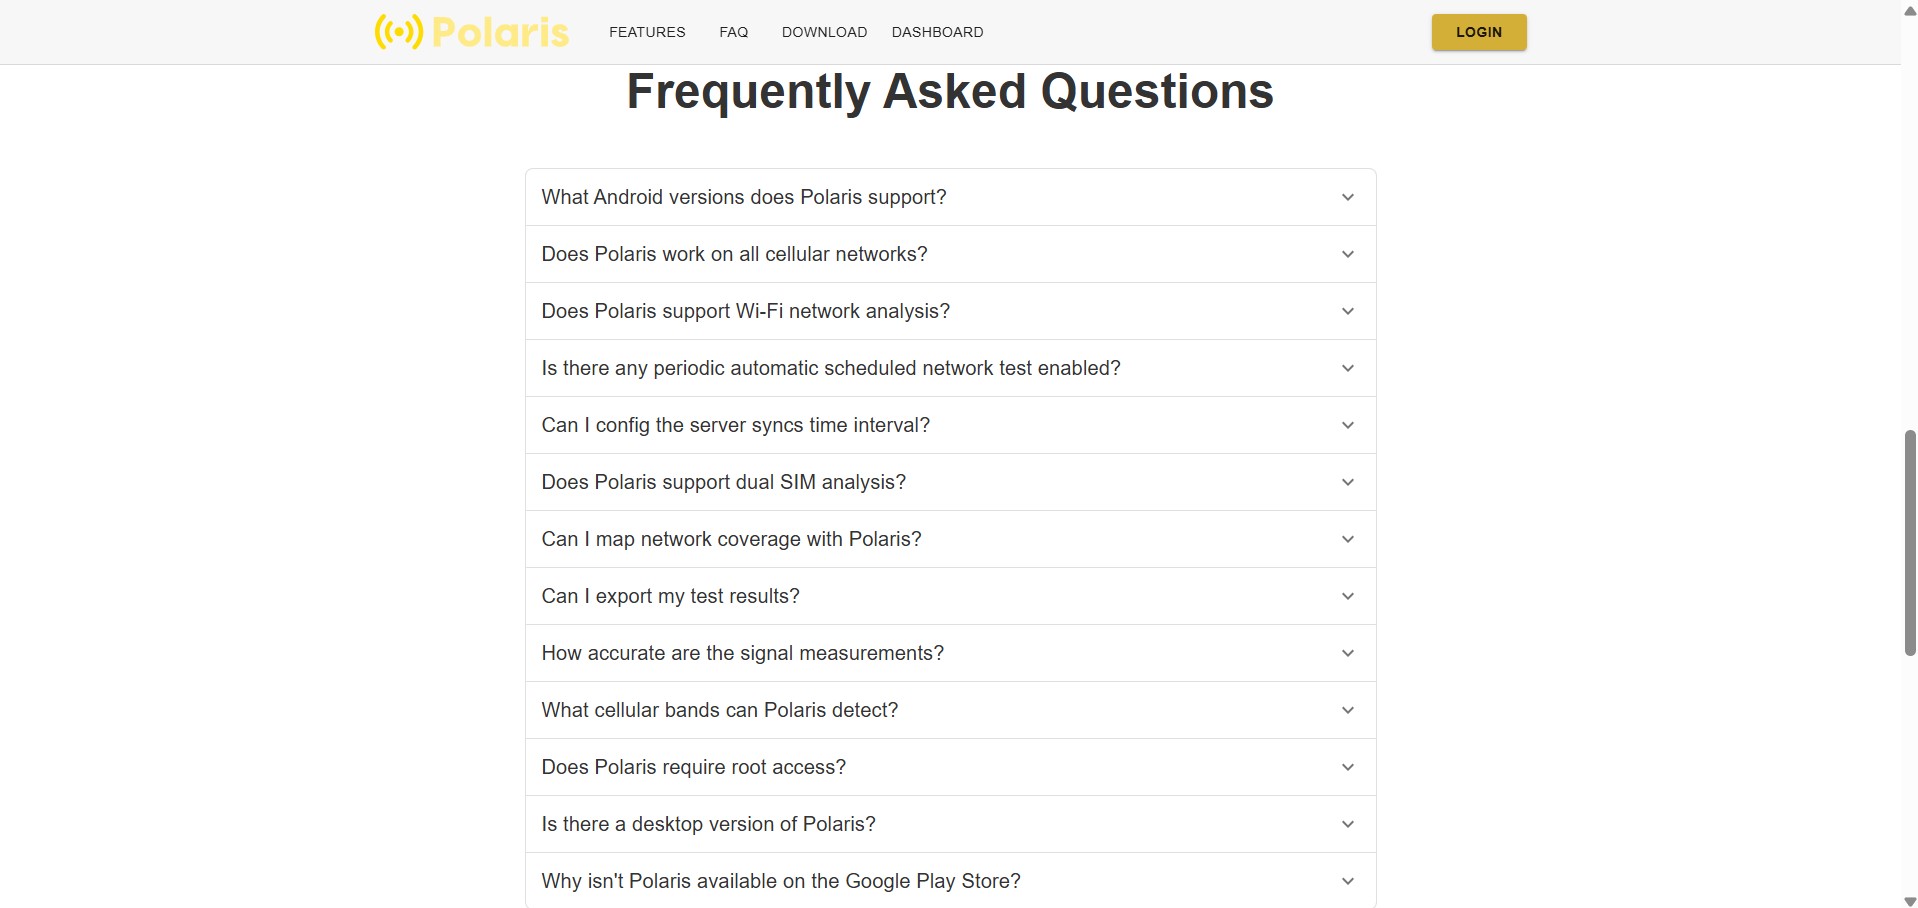 Polaris FEATURES FAQ DOWNLOAD DASHBOARD LOGIN
Frequently Asked Questions
What Android versions does Polaris support?
Does Polaris work on all cellular networks?
Does Polaris support Wi-Fi network analysis?
Is there any periodic automatic scheduled network test enabled?
Can I config the server syncs time interval?
Does Polaris support dual SIM analysis?
Can I map network coverage with Polaris?
Can I export my test results?
How accurate are the signal measurements?
What cellular bands can Polaris detect?
Does Polaris require root access?
Is there a desktop version of Polaris?
Why isn't Polaris available on the Google Play Store?